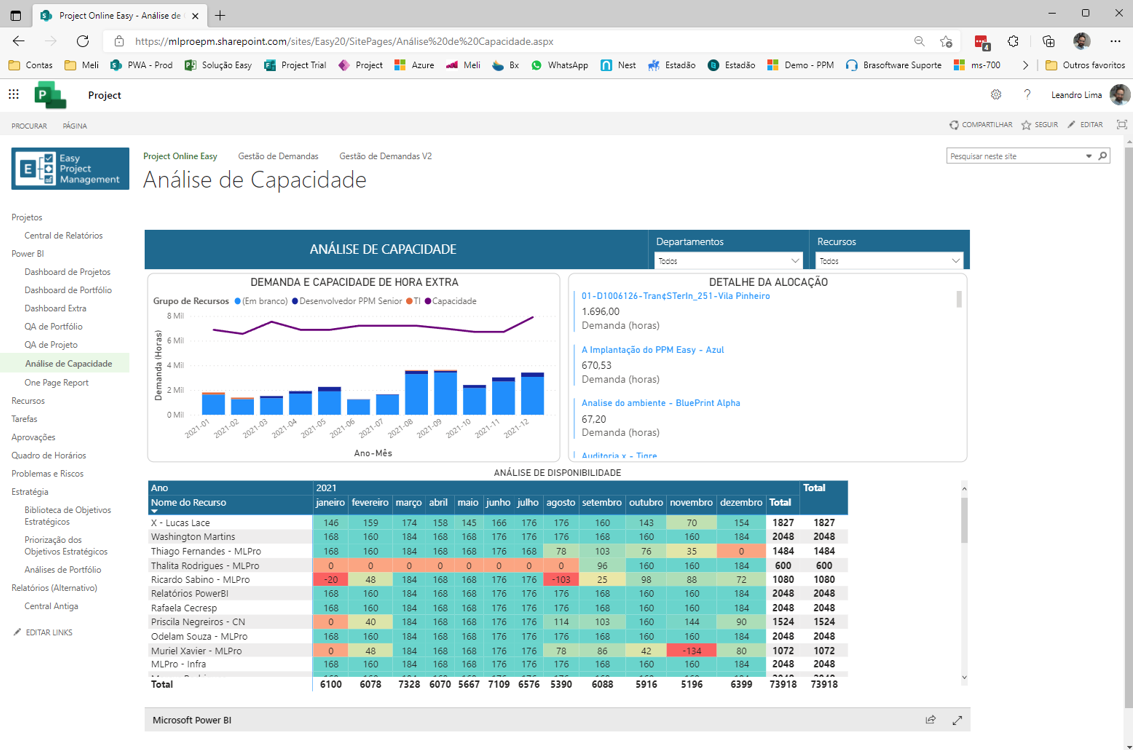 Project Online Easy - Análise de
https://mlproepm.sharepoint.com/sites/Easy20/SitePages/Análise%20de%20Capacidade.aspx
4
Contas Meli PWA - Prod Solução Easy Project Trial Project Azure Meli Bx WhatsApp Nest Estadão Estadão Demo - PPM Brasoftware Suporte ms-700 Outros favoritos
Project
Leandro Lima
PROCURAR PÁGINA
COMPARTILHAR SEGUIR EDITAR
E Easy Project Management
Project Online Easy Gestão de Demandas Gestão de Demandas V2
Pesquisar neste site
Análise de Capacidade
Projetos
Central de Relatórios
Power BI
Dashboard de Projetos
Dashboard de Portfólio
Dashboard Extra
QA de Portfólio
QA de Projeto
Análise de Capacidade
One Page Report
Recursos
Tarefas
Aprovações
Quadro de Horários
Problemas e Riscos
Estratégia
Biblioteca de Objetivos
Estratégicos
Priorização dos
Objetivos Estratégicos
Análises de Portfólio
Relatórios (Alternativo)
Central Antiga
EDITAR LINKS
ANÁLISE DE CAPACIDADE
Departamentos
Todos
Recursos
Todos
DEMANDA E CAPACIDADE DE HORA EXTRA
Grupo de Recursos (Em branco) Desenvolvedor PPM Senior TI Capacidade
Demanda (Horas)
8 Mil
6 Mil
4 Mil
2 Mil
0 Mil
2021-01 2021-02 2021-03 2021-04 2021-05 2021-06 2021-07 2021-08 2021-09 2021-10 2021-11 2021-12
Ano-Mês
DETALHE DA ALOCAÇÃO
01-D1006126-Tran¢STerIn_251-Vila Pinheiro
1.696,00
Demanda (horas)
A Implantação do PPM Easy - Azul
670,53
Demanda (horas)
Analise do ambiente - BluePrint Alpha
67,20
Demanda (horas)
Auditoria x - Tigre
ANÁLISE DE DISPONIBILIDADE
Ano 2021 Total
Nome do Recurso janeiro fevereiro março abril maio junho julho agosto setembro outubro novembro dezembro Total
X - Lucas Lace 146 159 174 158 145 166 176 176 160 143 70 154 1827 1827
Washington Martins 168 160 184 168 168 176 176 176 168 160 160 184 2048 2048
Thiago Fernandes - MLPro 168 160 184 168 168 176 168 78 103 76 35 0 1484 1484
Thalita Rodrigues - MLPro 0 0 0 0 0 0 0 0 96 160 160 184 600 600
Ricardo Sabino - MLPro -20 48 184 168 168 176 176 -103 25 98 88 72 1080 1080
Relatórios PowerBI 168 160 184 168 168 176 176 176 168 160 160 184 2048 2048
Rafaela Cecresp 168 160 184 168 168 176 176 176 168 160 160 184 2048 2048
Priscila Negreiros - CN 0 40 184 168 168 176 176 114 103 160 144 90 1524 1524
Odelam Souza - MLPro 168 160 184 168 168 176 176 176 168 160 160 184 2048 2048
Muriel Xavier - MLPro 0 48 184 168 168 176 176 78 86 42 -134 80 1072 1072
MLPro - Infra 168 160 184 168 168 176 176 176 168 160 160 184 2048 2048
Total 6100 6078 7328 6070 5667 7109 6576 5390 6088 5916 5196 6399 73918 73918
Microsoft Power BI